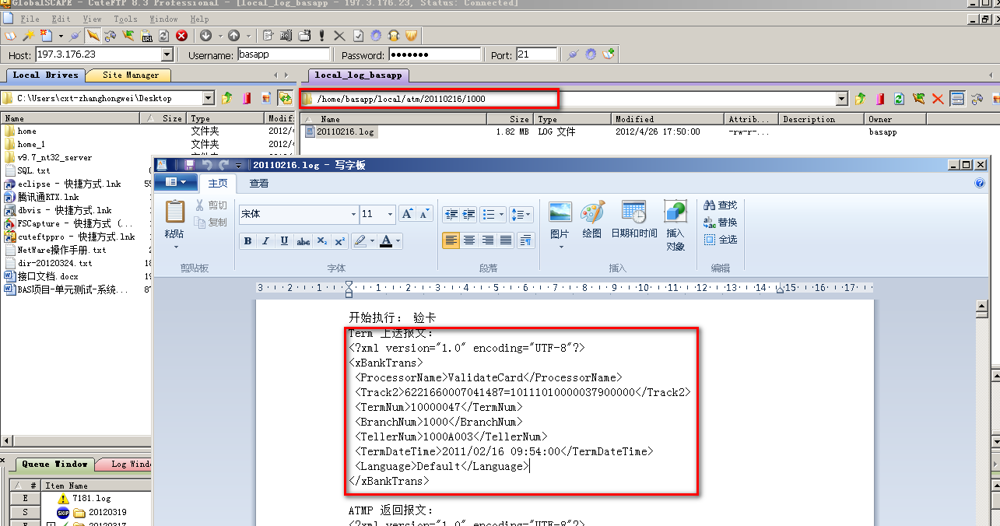 GlobalSCAPE - CuteFTP 8.3 Professional - [local_log_basapp - 197.3.176.23, Status: Connected]
File Edit View Tools Window Help
Host: 197.3.176.23 Username: basapp Password: ●●●●●●● Port: 21
Local Drives Site Manager local_log_basapp
C:\Users\cxt-zhanghongwei\Desktop /home/basapp/local/atm/20110216/1000
Name Size Type Modif:
Name Size Type Modified Attrib... Description Owner
home 文件夹 2012/4
20110216.log 1.82 MB LOG 文件 2012/4/26 17:50:00 -rw-r-... basapp
home_1 文件夹 2012/4
v9.7_nt32_server
SQL.txt
eclipse - 快捷方式.lnk
腾讯通RTX.lnk
ibvis - 快捷方式.lnk
FSCapture - 快捷方式 (...
cuteftppro - 快捷方式.lnk
NetWare操作手册.txt
dir-20120324.txt 18
接口文档.docx 19
BAS项目-单元测试-系统...
20110216.log - 写字板
主页 查看
粘贴 剪切 复制
剪贴板
宋体 11
B I U abc X₂ X² A
字体
段落
图片 绘图 日期和时间 插入对象
插入
查找
替换
全选
编辑
3 2 1 1 2 3 4 5 6 7 8 9 10 11 12 13 14 15 16 17
开始执行: 验卡
Term 上送报文:
<?xml version="1.0" encoding="UTF-8"?>
<xBankTrans>
<ProcessorName>ValidateCard</ProcessorName>
<Track2>6221660007041487=10111010000037900000</Track2>
<TermNum>10000047</TermNum>
<BranchNum>1000</BranchNum>
<TellerNum>1000A003</TellerNum>
<TermDateTime>2011/02/16 09:54:00</TermDateTime>
<Language>Default</Language>
</xBankTrans>
ATMP 返回报文:
<?xml version="1.0" encoding="UTF-8"?>
Queue Window Log Windo
# Item Name
E 7181.log
S SKIP 20120319
20120317